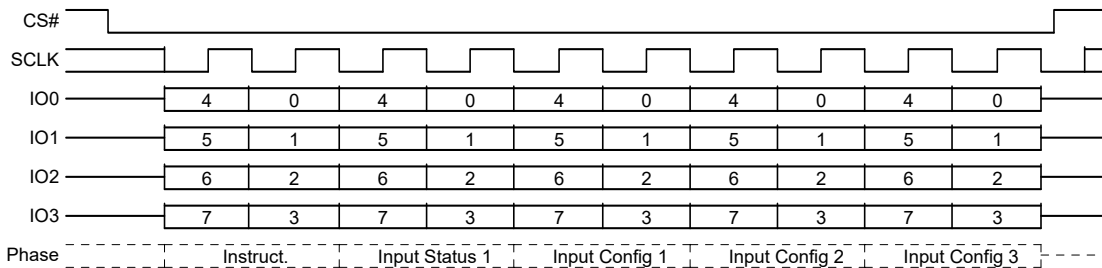 CS#
SCLK
IO0 4 0 4 0 4 0 4 0 4 0
IO1 5 1 5 1 5 1 5 1 5 1
IO2 6 2 6 2 6 2 6 2 6 2
IO3 7 3 7 3 7 3 7 3 7 3
Phase Instruct. Input Status 1 Input Config 1 Input Config 2 Input Config 3